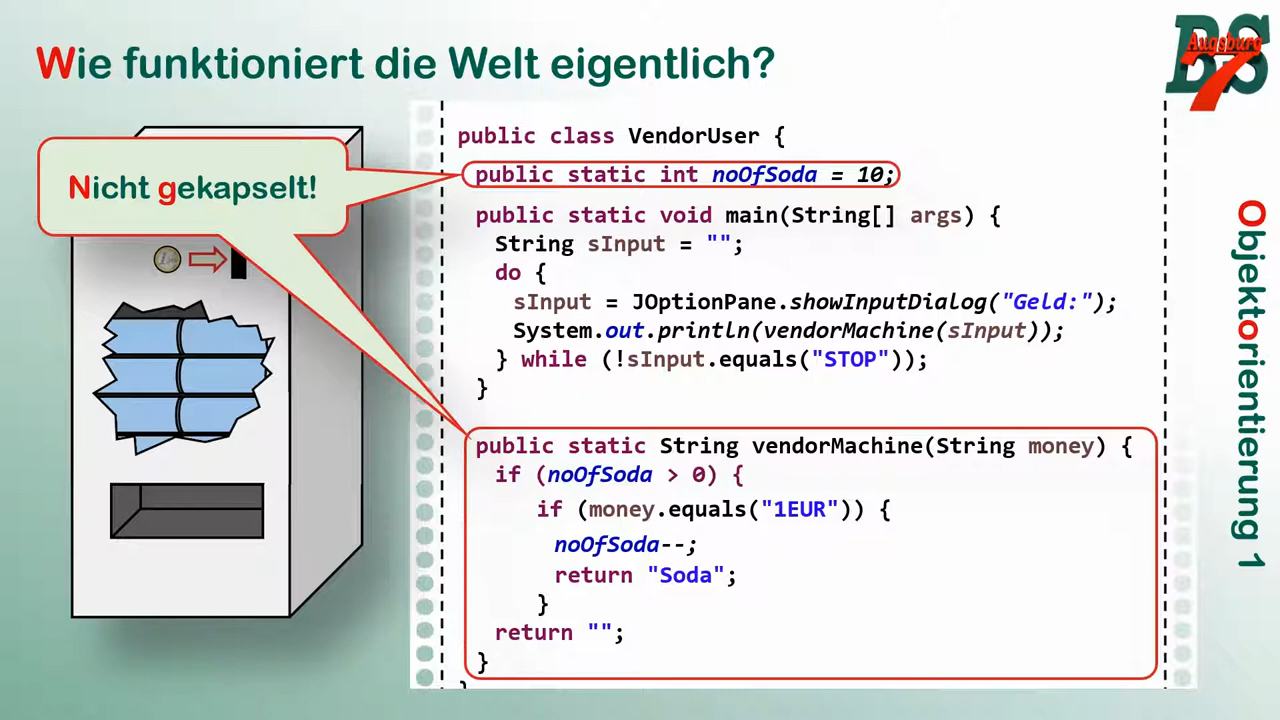 Wie funktioniert die Welt eigentlich?
BS
Augsburg
7
Nicht gekapselt!
public class VendorUser {
public static int noOfSoda = 10;
public static void main(String[] args) {
String sInput = "";
do {
sInput = JOptionPane.showInputDialog("Geld:");
System.out.println(vendorMachine(sInput));
} while (!sInput.equals("STOP"));
}
public static String vendorMachine(String money) {
if (noOfSoda > 0) {
if (money.equals("1EUR")) {
noOfSoda--;
return "Soda";
}
return "";
}
}
Objektorientierung 1